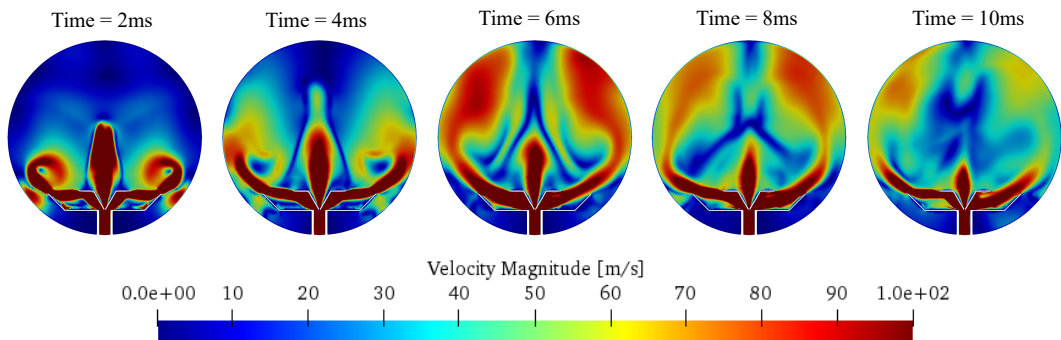 Time = 2ms Time = 4ms Time = 6ms Time = 8ms Time = 10ms
Velocity Magnitude [m/s]
0.0e+00 10 20 30 40 50 60 70 80 90 1.0e+02